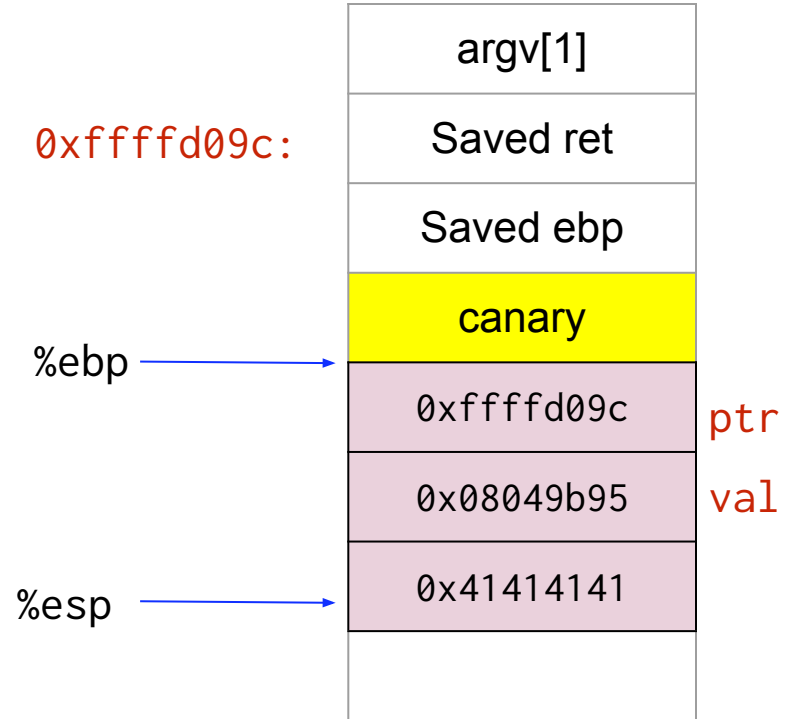 argv[1]
0xffffd09c:
Saved ret
Saved ebp
canary
%ebp
0xffffd09c
ptr
0x08049b95
val
%esp
0x41414141